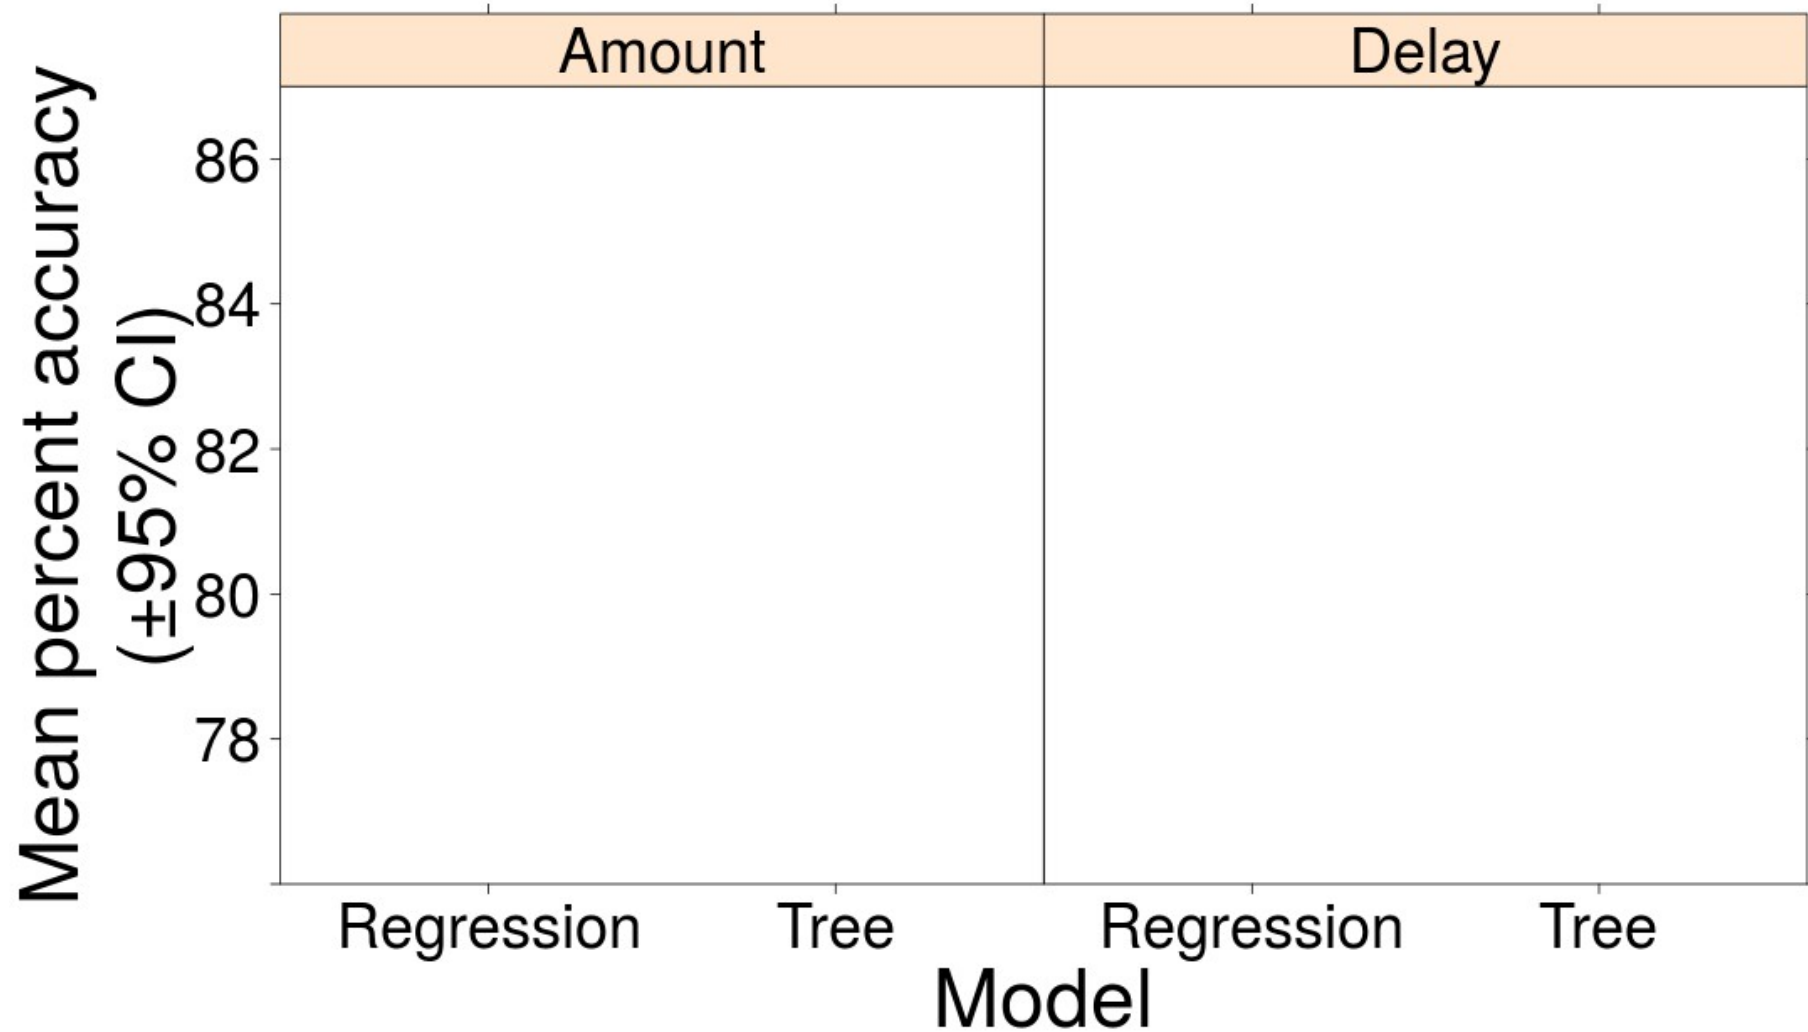 Amount
Delay
Mean percent accuracy
(±95% CI)
86
84
82
80
78
Regression
Tree
Regression
Tree
Model